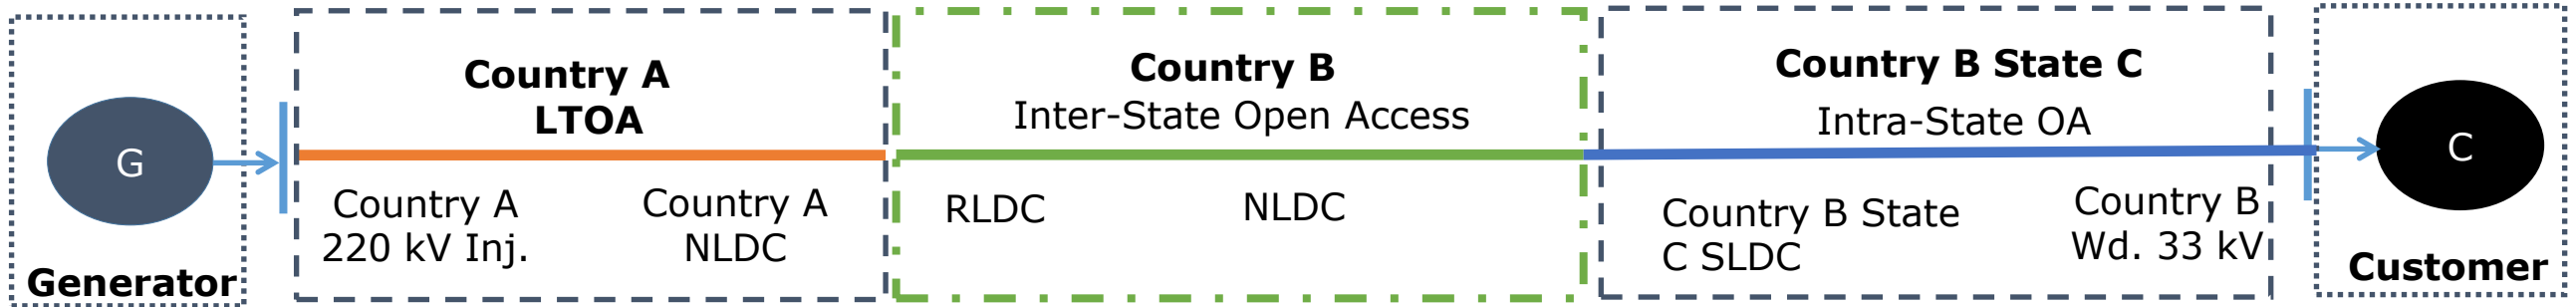 G
Generator
Country A
LTOA
Country A
220 kV Inj.
Country A
NLDC
Country B
Inter-State Open Access
RLDC
NLDC
Country B State C
Intra-State OA
Country B State
C SLDC
Country B
Wd. 33 kV
C
Customer